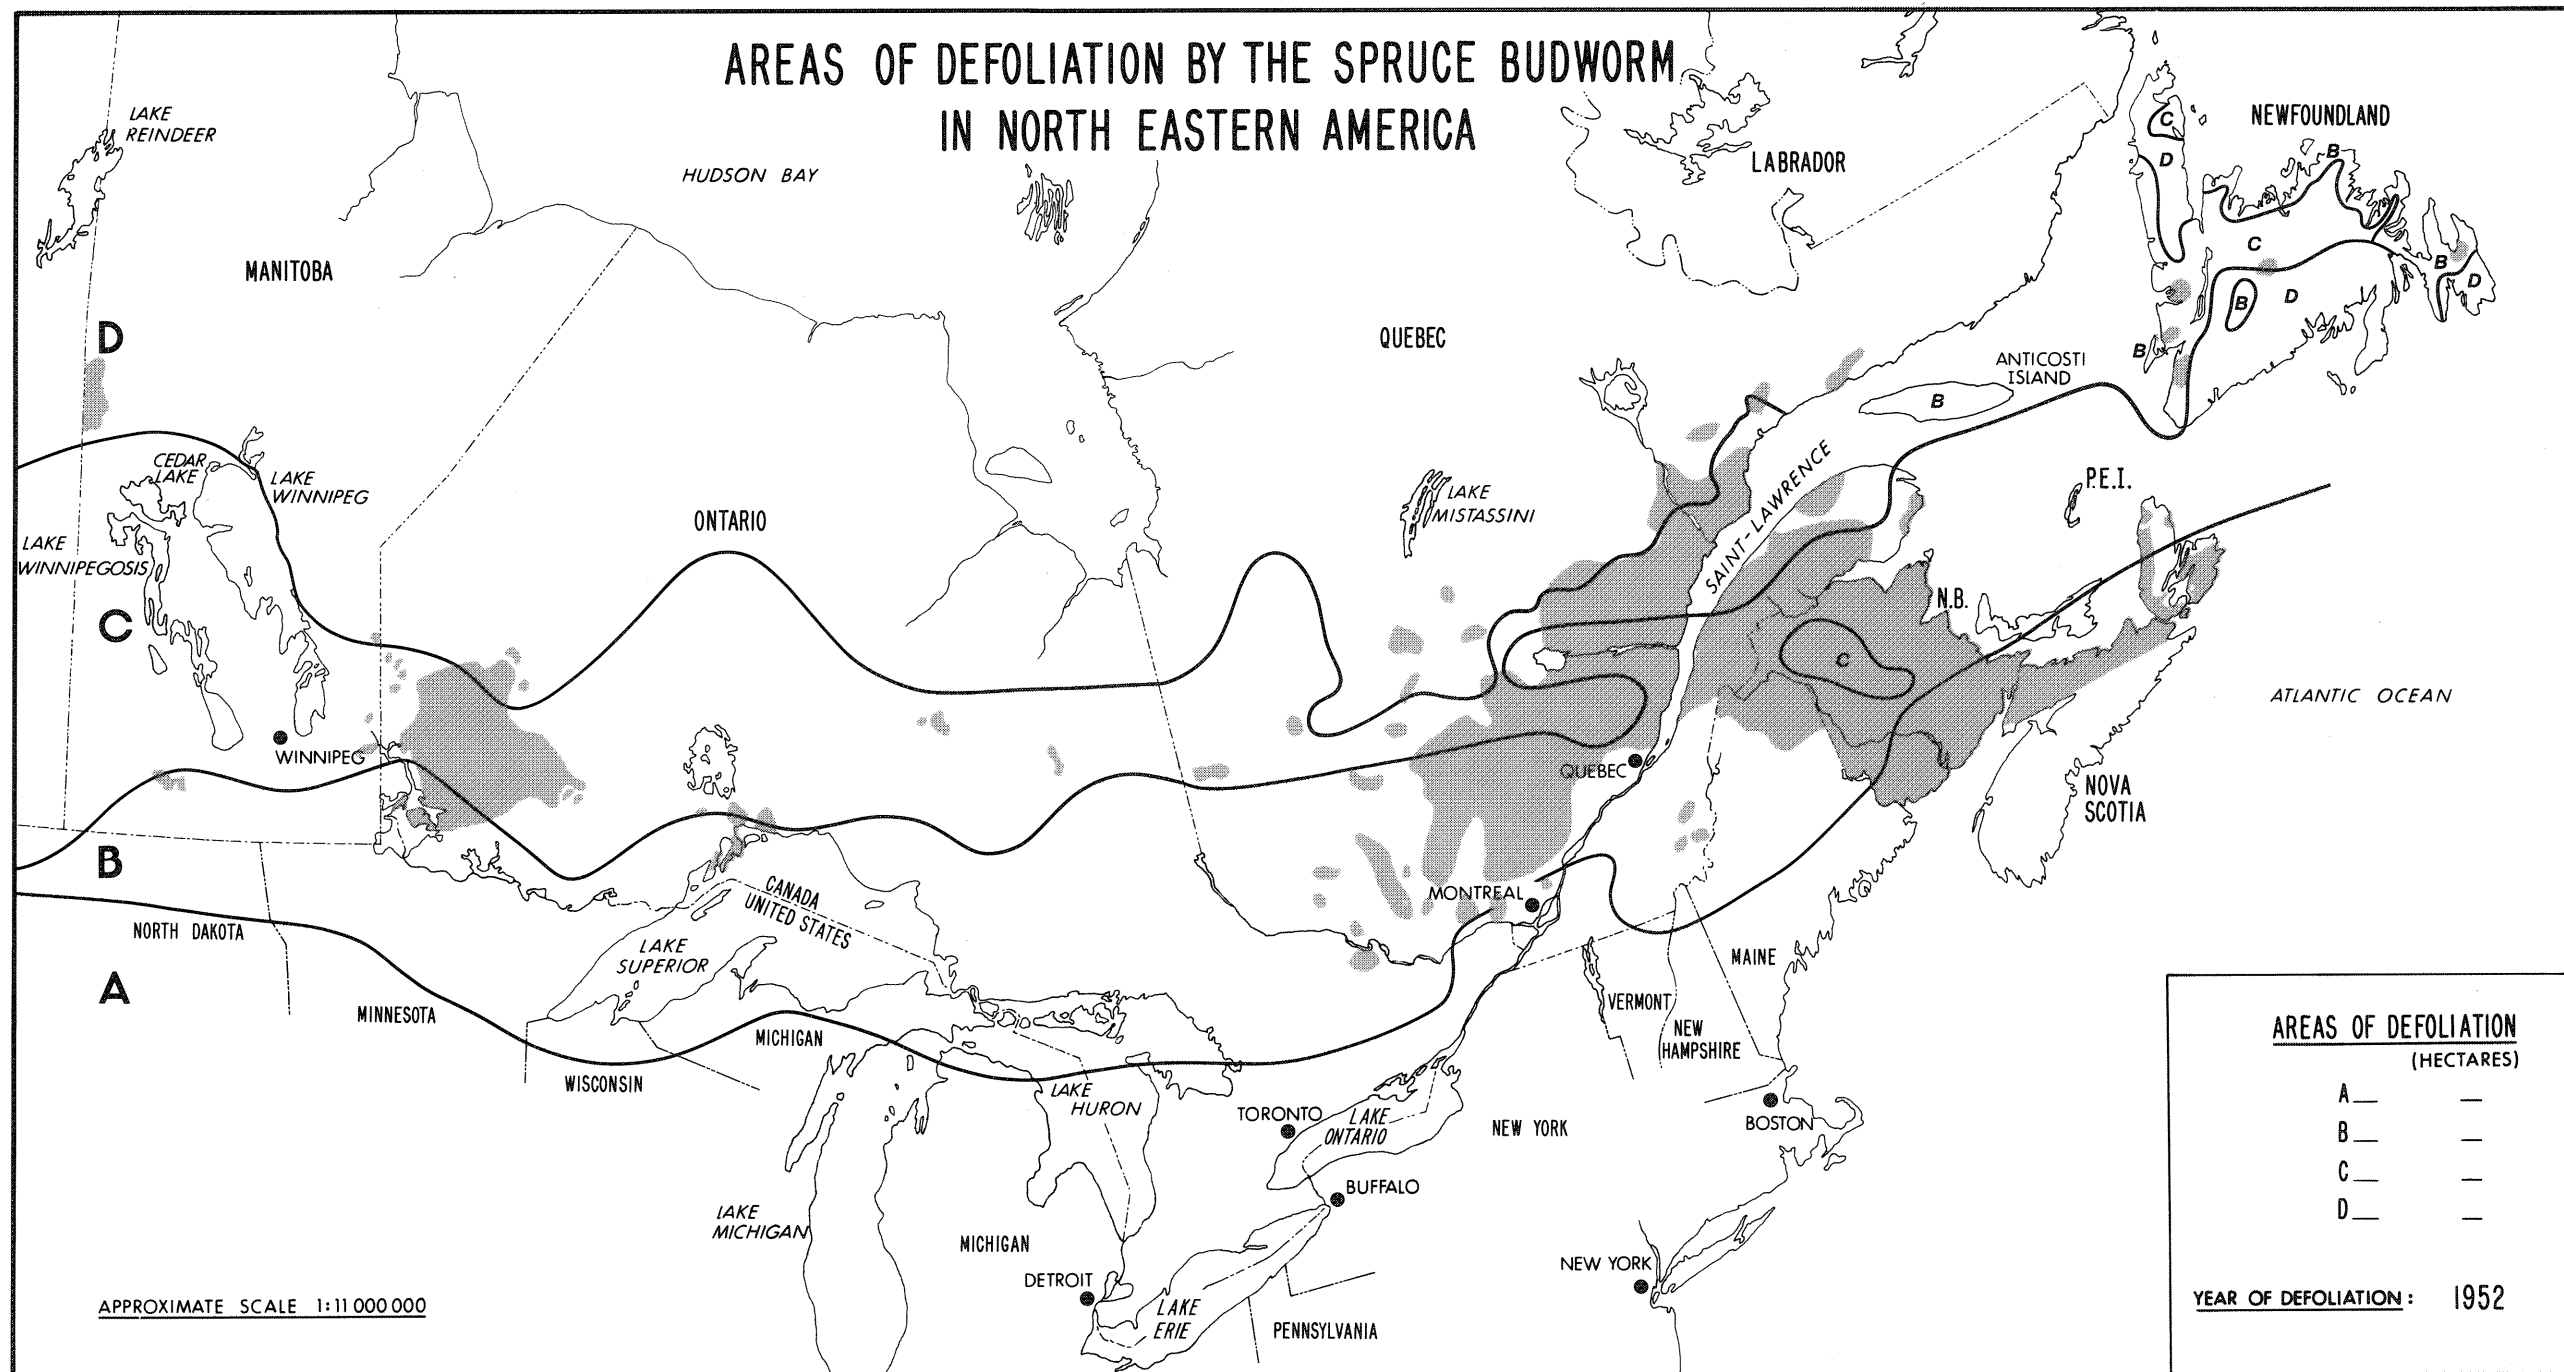 AREAS OF DEFOLIATION BY THE SPRUCE BUDWORM
IN NORTH EASTERN AMERICA
LAKE
REINDEER
HUDSON BAY
LABRADOR
NEWFOUNDLAND
C
D
B
C
B
D
B
D
B
MANITOBA
D
QUEBEC
ANTICOSTI
ISLAND
B
CEDAR
LAKE
LAKE
WINNIPEG
LAKE
MISTASSINI
SAINT-LAWRENCE
P.E.I.
ONTARIO
LAKE
WINNIPEGOSIS
C
N.B.
C
ATLANTIC OCEAN
WINNIPEG
QUEBEC
NOVA
SCOTIA
B
MONTREAL
CANADA
UNITED STATES
NORTH DAKOTA
LAKE
SUPERIOR
MAINE
A
MINNESOTA
VERMONT
NEW
HAMPSHIRE
MICHIGAN
WISCONSIN
LAKE
HURON
TORONTO
LAKE
ONTARIO
NEW YORK
BOSTON
BUFFALO
LAKE
MICHIGAN
MICHIGAN
DETROIT
NEW YORK
LAKE
ERIE
PENNSYLVANIA
APPROXIMATE SCALE 1:11 000 000
AREAS OF DEFOLIATION
(HECTARES)
A — —
B — —
C — —
D — —
YEAR OF DEFOLIATION : 1952